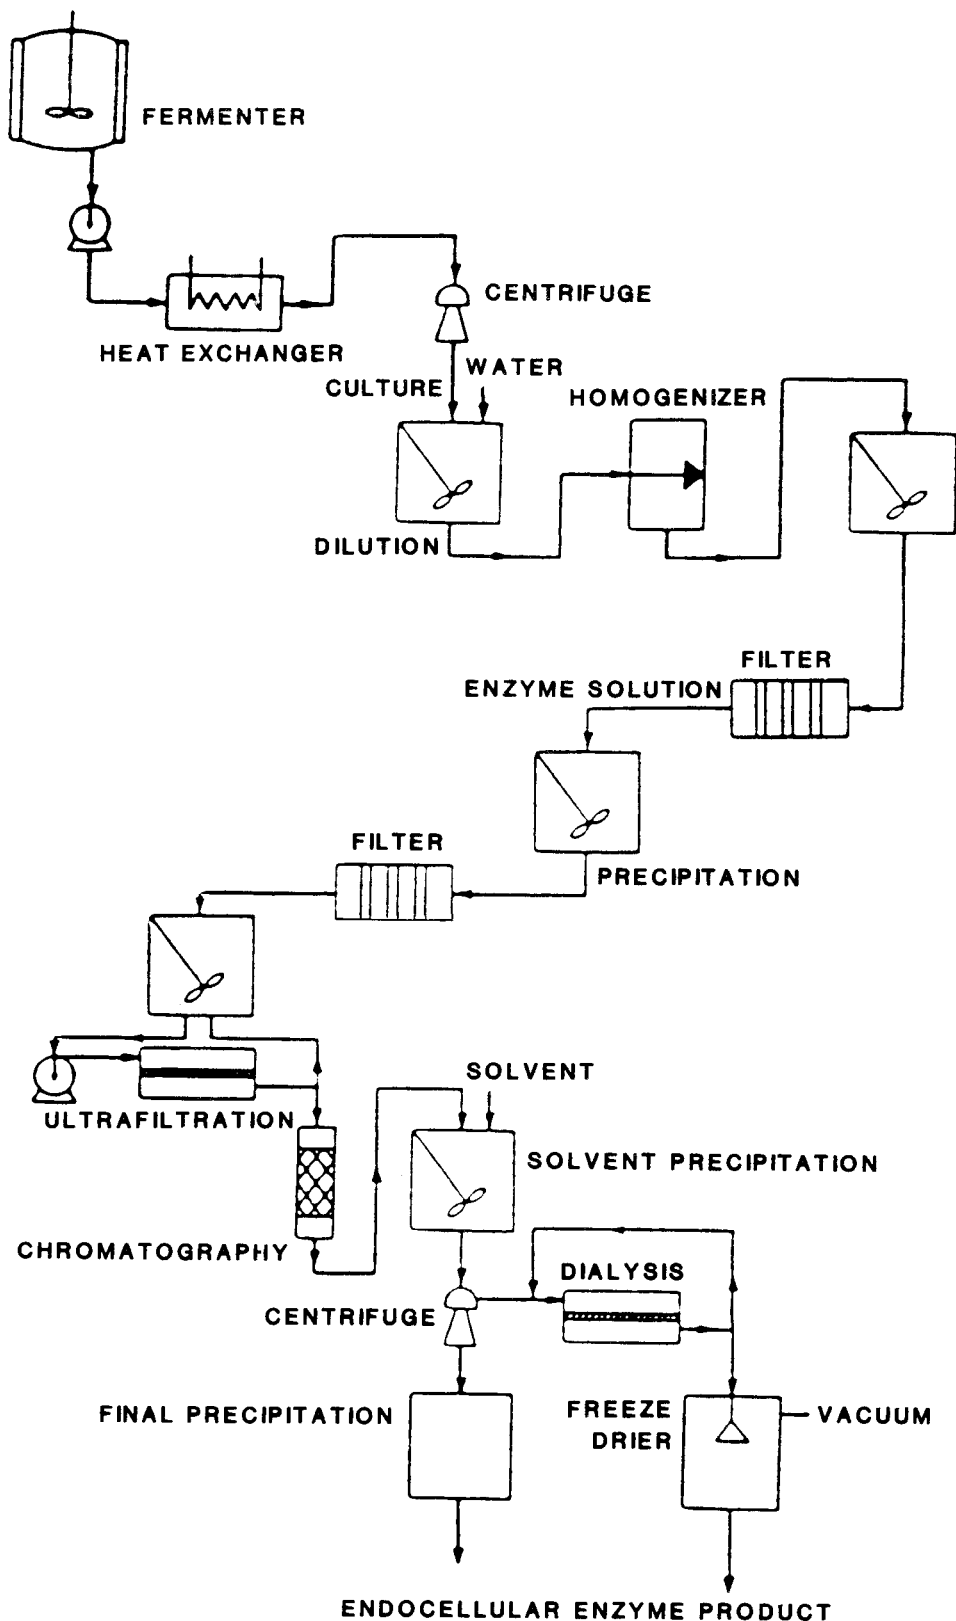 FERMENTER
CENTRIFUGE
HEAT EXCHANGER
WATER
CULTURE
HOMOGENIZER
DILUTION
FILTER
ENZYME SOLUTION
FILTER
PRECIPITATION
SOLVENT
ULTRAFILTRATION
SOLVENT PRECIPITATION
CHROMATOGRAPHY
DIALYSIS
CENTRIFUGE
FINAL PRECIPITATION
FREEZE
DRIER
VACUUM
ENDOCELLULAR ENZYME PRODUCT